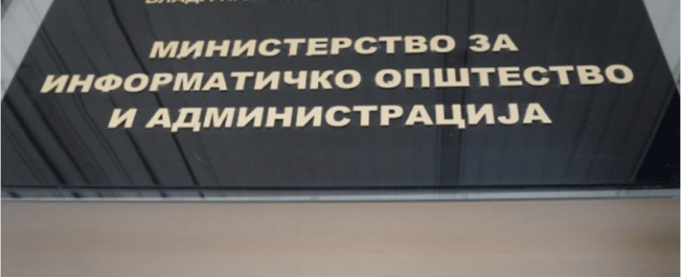 МИНИСТЕРСТВО ЗА
ИНФОРМАТИЧКО ОПШТЕСТВО
И АДМИНИСТРАЦИЈА